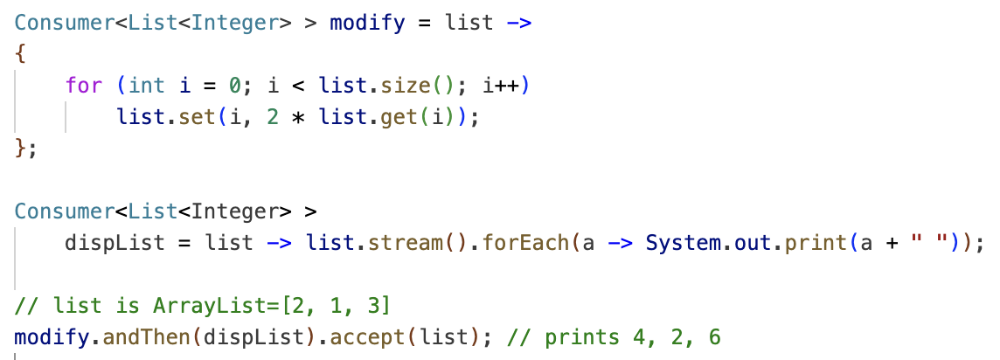 Consumer<List<Integer> > modify = list ->
{
    for (int i = 0; i < list.size(); i++)
        list.set(i, 2 * list.get(i));
};

Consumer<List<Integer> >
    dispList = list -> list.stream().forEach(a -> System.out.print(a + " "));

// list is ArrayList=[2, 1, 3]
modify.andThen(dispList).accept(list); // prints 4, 2, 6